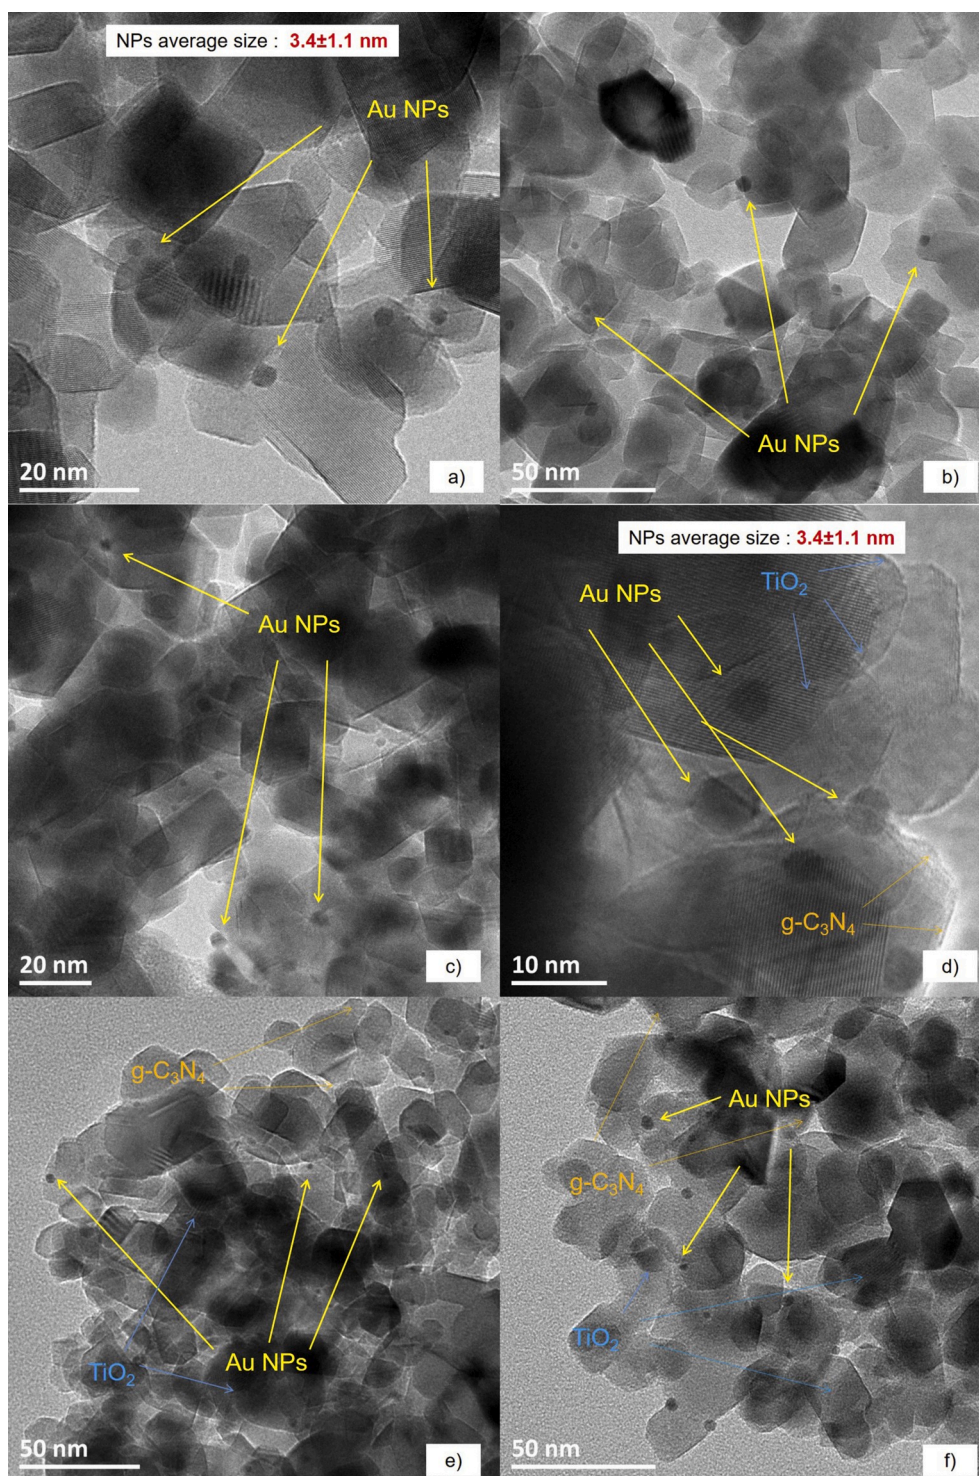 NPs average size : 3.4±1.1 nm
Au NPs
20 nm
a)
Au NPs
50 nm
b)
Au NPs
20 nm
c)
NPs average size : 3.4±1.1 nm
TiO₂
Au NPs
g-C₃N₄
10 nm
d)
g-C₃N₄
TiO₂
Au NPs
50 nm
e)
Au NPs
g-C₃N₄
TiO₂
50 nm
f)